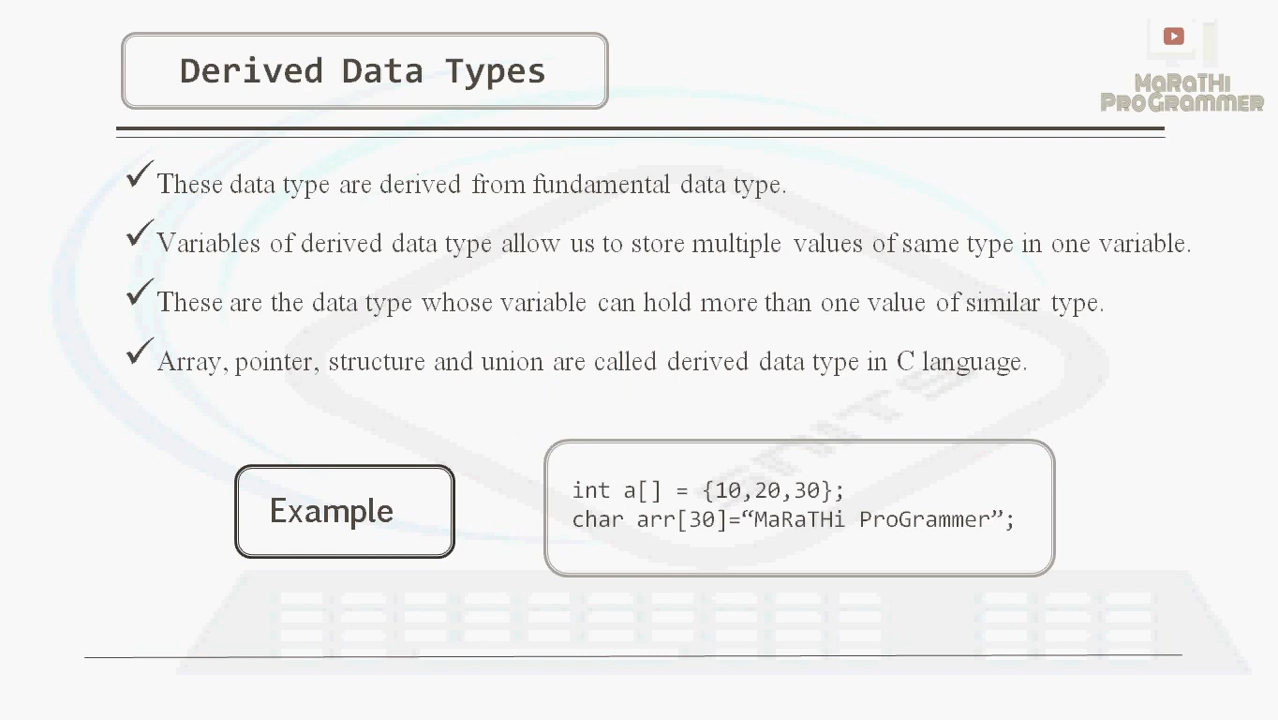 Derived Data Types
MaRaTHi
ProGrammer
These data type are derived from fundamental data type.
Variables of derived data type allow us to store multiple values of same type in one variable.
These are the data type whose variable can hold more than one value of similar type.
Array, pointer, structure and union are called derived data type in C language.
Example
int a[] = {10,20,30};
char arr[30]=“MaRaTHi ProGrammer”;